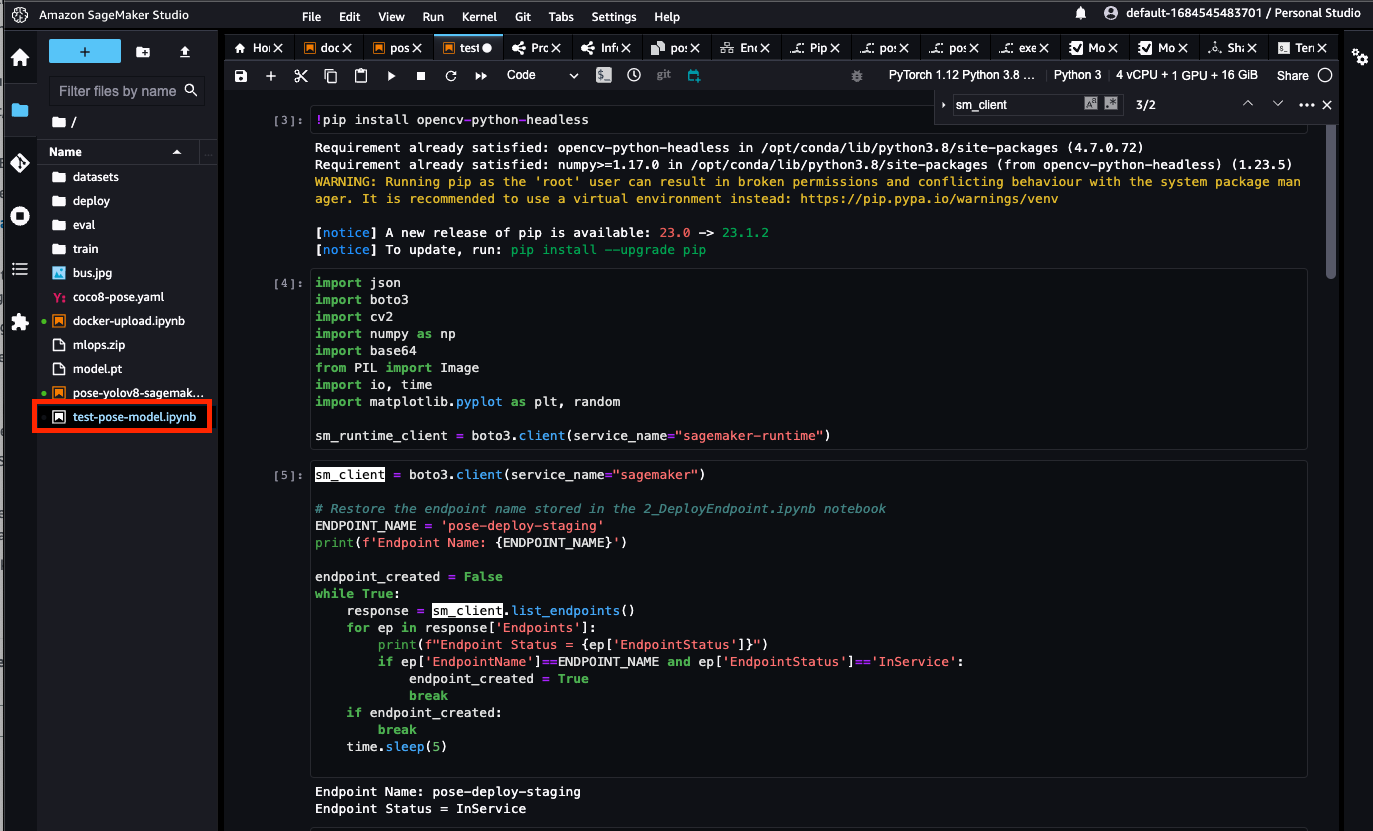 Amazon SageMaker Studio
File Edit View Run Kernel Git Tabs Settings Help
default-1684545483701 / Personal Studio
Ho
doc
pos
test
Pro
Info
pos
En
Pip
pos
pos
exe
Mo
Mo
Sha
Ter
Code
git
PyTorch 1.12 Python 3.8 ... Python 3 4 vCPU + 1 GPU + 16 GiB Share
Filter files by name
/
Name
datasets
deploy
eval
train
bus.jpg
Y: coco8-pose.yaml
docker-upload.ipynb
mlops.zip
model.pt
pose-yolov8-sagemak...
test-pose-model.ipynb
sm_client 3/2
[3]: !pip install opencv-python-headless
Requirement already satisfied: opencv-python-headless in /opt/conda/lib/python3.8/site-packages (4.7.0.72)
Requirement already satisfied: numpy>=1.17.0 in /opt/conda/lib/python3.8/site-packages (from opencv-python-headless) (1.23.5)
WARNING: Running pip as the 'root' user can result in broken permissions and conflicting behaviour with the system package man
ager. It is recommended to use a virtual environment instead: https://pip.pypa.io/warnings/venv
[notice] A new release of pip is available: 23.0 -> 23.1.2
[notice] To update, run: pip install --upgrade pip
[4]: import json
import boto3
import cv2
import numpy as np
import base64
from PIL import Image
import io, time
import matplotlib.pyplot as plt, random
sm_runtime_client = boto3.client(service_name="sagemaker-runtime")
[5]: sm_client = boto3.client(service_name="sagemaker")
# Restore the endpoint name stored in the 2_DeployEndpoint.ipynb notebook
ENDPOINT_NAME = 'pose-deploy-staging'
print(f'Endpoint Name: {ENDPOINT_NAME}')
endpoint_created = False
while True:
    response = sm_client.list_endpoints()
    for ep in response['Endpoints']:
        print(f"Endpoint Status = {ep['EndpointStatus']}")
        if ep['EndpointName']==ENDPOINT_NAME and ep['EndpointStatus']=='InService':
            endpoint_created = True
            break
    if endpoint_created:
        break
    time.sleep(5)
Endpoint Name: pose-deploy-staging
Endpoint Status = InService